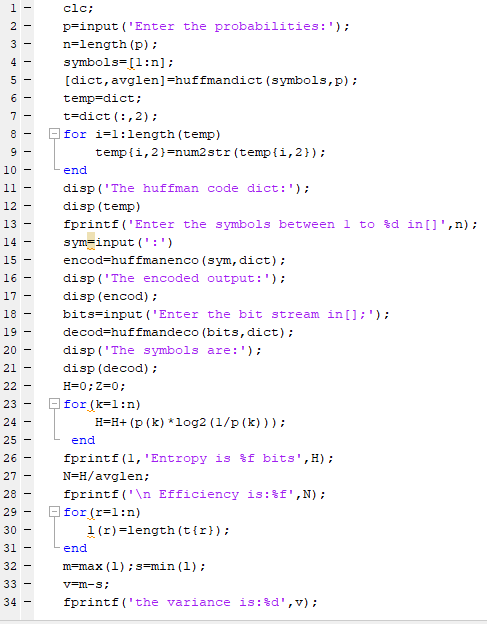 1 - clc;
2 - p=input('Enter the probabilities:');
3 - n=length(p);
4 - symbols=[1:n];
5 - [dict,avglen]=huffmandict(symbols,p);
6 - temp=dict;
7 - t=dict(:,2);
8 - for i=1:length(temp)
9 - temp{i,2}=num2str(temp{i,2});
10 - end
11 - disp('The huffman code dict:');
12 - disp(temp)
13 - fprintf('Enter the symbols between 1 to %d in[]',n);
14 - sym=input(':')
15 - encod=huffmanenco(sym,dict);
16 - disp('The encoded output:');
17 - disp(encod);
18 - bits=input('Enter the bit stream in[];');
19 - decod=huffmandeco(bits,dict);
20 - disp('The symbols are:');
21 - disp(decod);
22 - H=0;Z=0;
23 - for(k=1:n)
24 - H=H+(p(k)*log2(1/p(k)));
25 - end
26 - fprintf(1,'Entropy is %f bits',H);
27 - N=H/avglen;
28 - fprintf('\n Efficiency is:%f',N);
29 - for(r=1:n)
30 - l(r)=length(t{r});
31 - end
32 - m=max(l);s=min(l);
33 - v=m-s;
34 - fprintf('the variance is:%d',v);